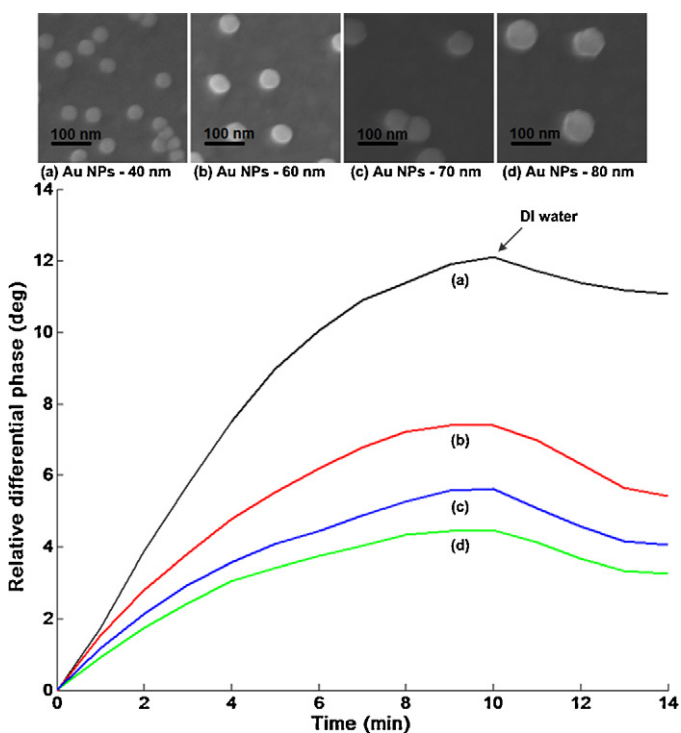 100 nm 100 nm 100 nm 100 nm
(a) Au NPs - 40 nm (b) Au NPs - 60 nm (c) Au NPs - 70 nm (d) Au NPs - 80 nm
14
DI water
12
(a)
10
8
(b)
6
(c)
4
(d)
2
0
Relative differential phase (deg)
0 2 4 6 8 10 12 14
Time (min)